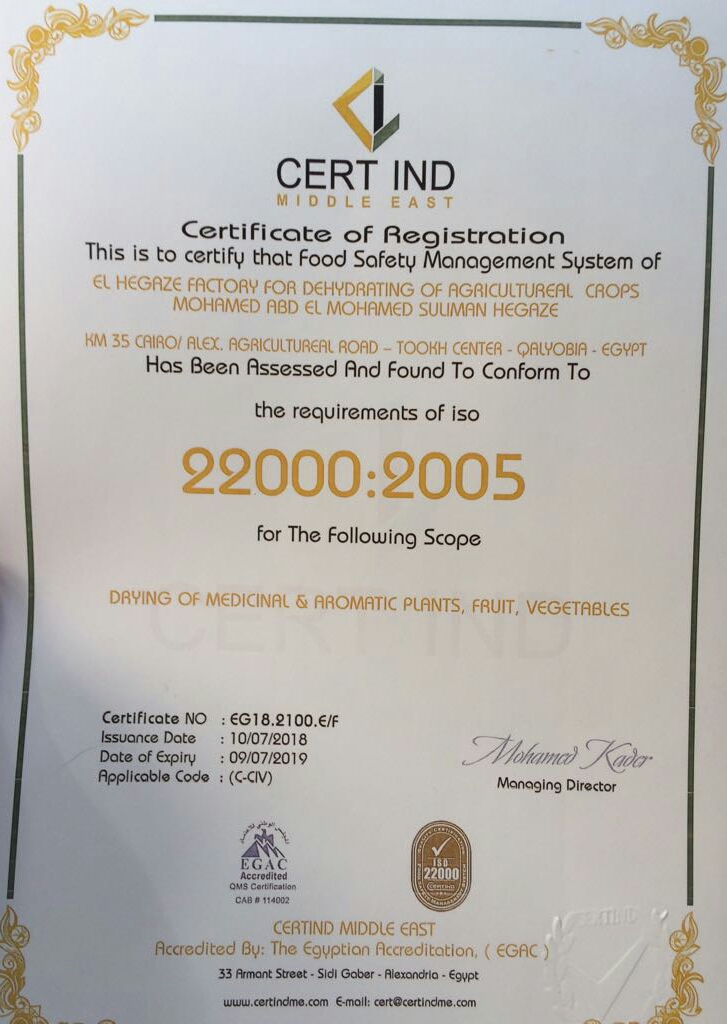 CERT IND
MIDDLE EAST
Certificate of Registration
This is to certify that Food Safety Management System of
EL HEGAZE FACTORY FOR DEHYDRATING OF AGRICULTUREAL CROPS
MOHAMED ABD EL MOHAMED SULIMAN HEGAZE
KM 35 CAIRO/ ALEX. AGRICULTUREAL ROAD – TOOKH CENTER - QALYOBIA - EGYPT
Has Been Assessed And Found To Conform To
the requirements of iso
22000:2005
for The Following Scope
DRYING OF MEDICINAL & AROMATIC PLANTS, FRUIT, VEGETABLES
CERT IND
Certificate NO : EG18.2100.E/F
Issuance Date : 10/07/2018
Date of Expiry : 09/07/2019
Applicable Code : (C-CIV)
Mohamed Kader
Managing Director
EGAC
Accredited
QMS Certification
CAB # 114002
ISO
22000
CERTIND
CERTIND MIDDLE EAST
Accredited By: The Egyptian Accreditation, ( EGAC )
33 Armant Street - Sidi Gaber - Alexandria - Egypt
www.certindme.com E-mail: cert@certindme.com
CERTIND